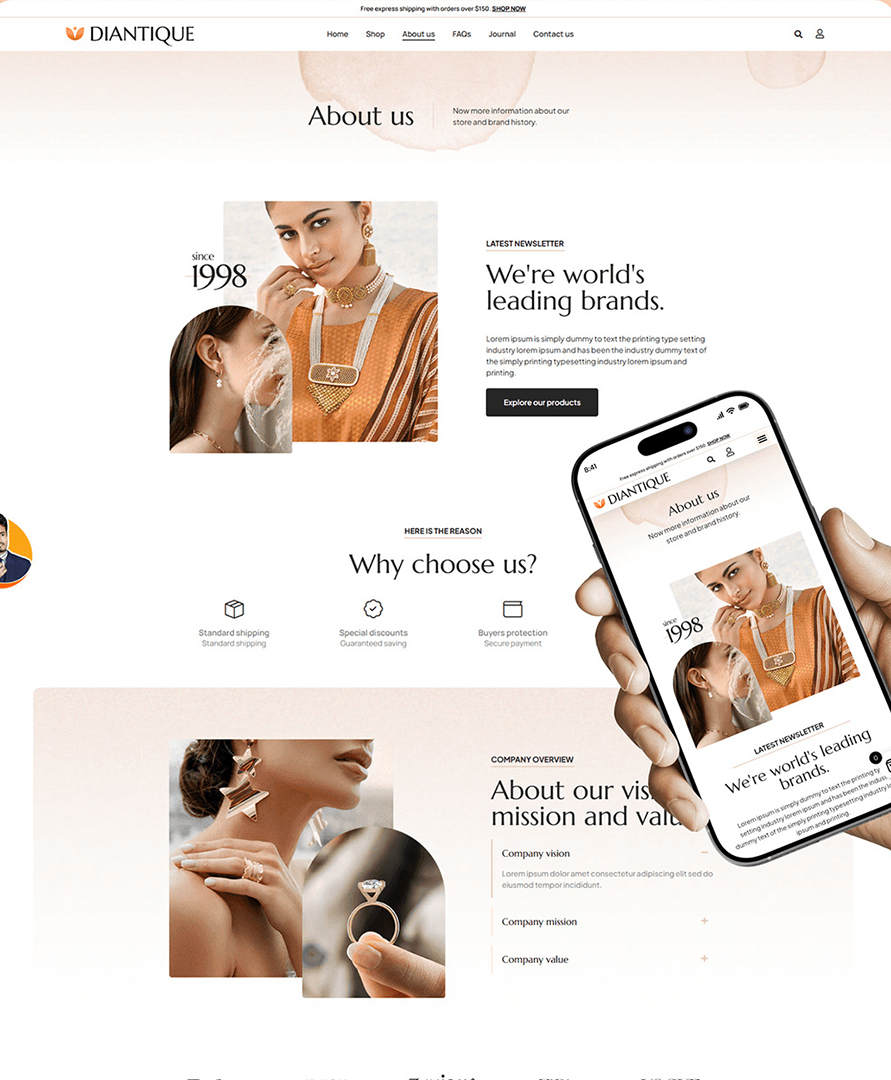 Free express shipping with orders over $150. SHOP NOW
DIANTIQUE
Home Shop About us FAQs Journal Contact us
About us
Now more information about our
store and brand history.
since
1998
LATEST NEWSLETTER
We're world's
leading brands.
Lorem ipsum is simply dummy to text the printing type setting
industry lorem ipsum and has been the industry dummy text of
the simply printing typesetting industry lorem ipsum and
printing.
Explore our products
HERE IS THE REASON
Why choose us?
Standard shipping
Standard shipping
Special discounts
Guaranteed saving
Buyers protection
Secure payment
COMPANY OVERVIEW
About our
mission and
Company vision
Lorem ipsum dolor amet consectetur adipiscing elit sed do
eiusmod tempor incididunt.
Company mission
Company value
8:41
Free express shipping with orders over $150. SHOP NOW
DIANTIQUE
About us
Now more information about our
store and brand history.
since
1998
LATEST NEWSLETTER
We're world's leading
brands.
0
Lorem ipsum is simply dummy to text the printing
setting industry lorem ipsum and has been the
dummy text of the simply printing typesetting industry lorem
ipsum and printing.